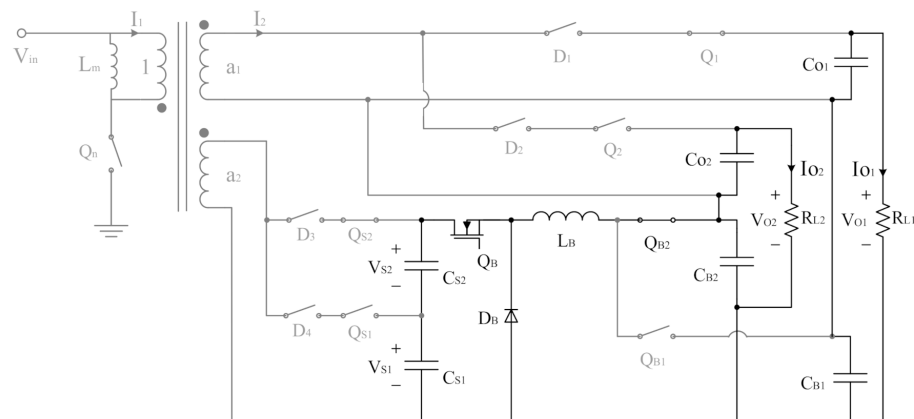 I1
I2
Vin
Lm
1
a1
D1
Q1
Co1
Qn
a2
D2
Q2
Co2
Io2
Io1
+
VO2
−
RL2
+
VO1
−
RL1
D3
QS2
QB
LB
QB2
CB2
+
VS2
−
CS2
D4
QS1
DB
QB1
+
VS1
−
CS1
CB1